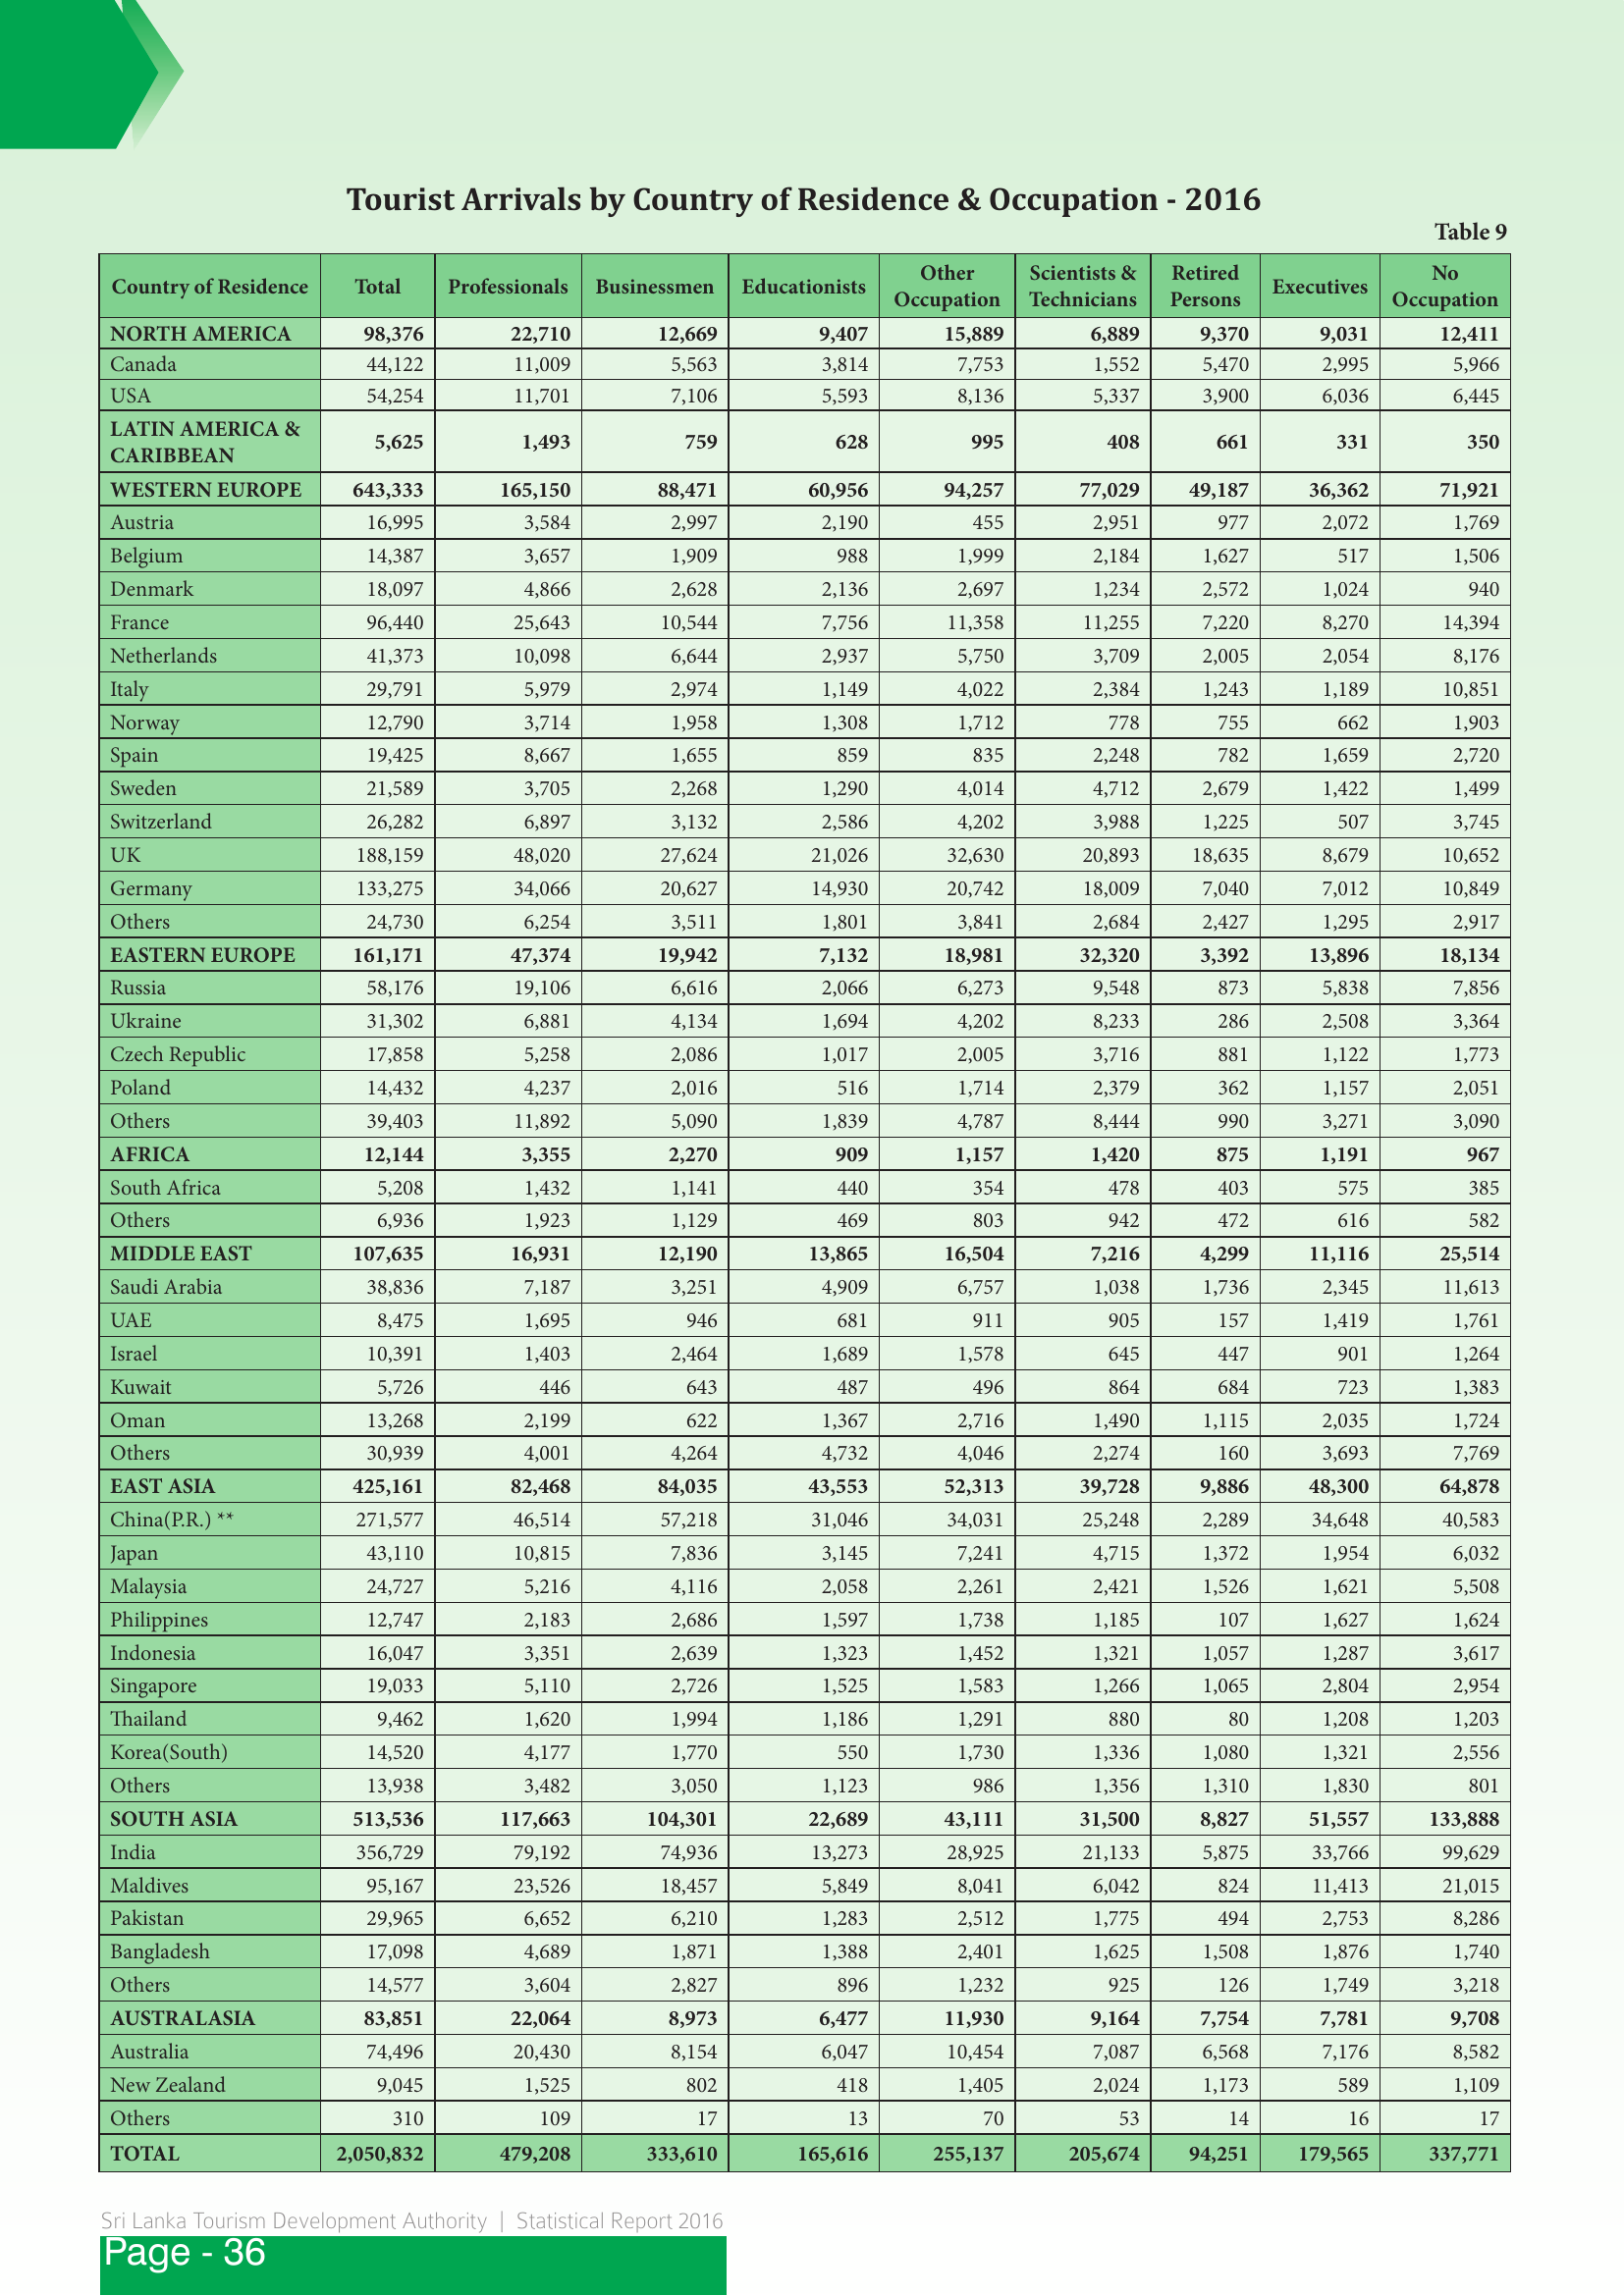 Tourist Arrivals by Country of Residence & Occupation - 2016
Table 9
Country of Residence Total Professionals Businessmen Educationists Other Occupation Scientists & Technicians Retired Persons Executives No Occupation
NORTH AMERICA 98,376 22,710 12,669 9,407 15,889 6,889 9,370 9,031 12,411
Canada 44,122 11,009 5,563 3,814 7,753 1,552 5,470 2,995 5,966
USA 54,254 11,701 7,106 5,593 8,136 5,337 3,900 6,036 6,445
LATIN AMERICA & CARIBBEAN 5,625 1,493 759 628 995 408 661 331 350
WESTERN EUROPE 643,333 165,150 88,471 60,956 94,257 77,029 49,187 36,362 71,921
Austria 16,995 3,584 2,997 2,190 455 2,951 977 2,072 1,769
Belgium 14,387 3,657 1,909 988 1,999 2,184 1,627 517 1,506
Denmark 18,097 4,866 2,628 2,136 2,697 1,234 2,572 1,024 940
France 96,440 25,643 10,544 7,756 11,358 11,255 7,220 8,270 14,394
Netherlands 41,373 10,098 6,644 2,937 5,750 3,709 2,005 2,054 8,176
Italy 29,791 5,979 2,974 1,149 4,022 2,384 1,243 1,189 10,851
Norway 12,790 3,714 1,958 1,308 1,712 778 755 662 1,903
Spain 19,425 8,667 1,655 859 835 2,248 782 1,659 2,720
Sweden 21,589 3,705 2,268 1,290 4,014 4,712 2,679 1,422 1,499
Switzerland 26,282 6,897 3,132 2,586 4,202 3,988 1,225 507 3,745
UK 188,159 48,020 27,624 21,026 32,630 20,893 18,635 8,679 10,652
Germany 133,275 34,066 20,627 14,930 20,742 18,009 7,040 7,012 10,849
Others 24,730 6,254 3,511 1,801 3,841 2,684 2,427 1,295 2,917
EASTERN EUROPE 161,171 47,374 19,942 7,132 18,981 32,320 3,392 13,896 18,134
Russia 58,176 19,106 6,616 2,066 6,273 9,548 873 5,838 7,856
Ukraine 31,302 6,881 4,134 1,694 4,202 8,233 286 2,508 3,364
Czech Republic 17,858 5,258 2,086 1,017 2,005 3,716 881 1,122 1,773
Poland 14,432 4,237 2,016 516 1,714 2,379 362 1,157 2,051
Others 39,403 11,892 5,090 1,839 4,787 8,444 990 3,271 3,090
AFRICA 12,144 3,355 2,270 909 1,157 1,420 875 1,191 967
South Africa 5,208 1,432 1,141 440 354 478 403 575 385
Others 6,936 1,923 1,129 469 803 942 472 616 582
MIDDLE EAST 107,635 16,931 12,190 13,865 16,504 7,216 4,299 11,116 25,514
Saudi Arabia 38,836 7,187 3,251 4,909 6,757 1,038 1,736 2,345 11,613
UAE 8,475 1,695 946 681 911 905 157 1,419 1,761
Israel 10,391 1,403 2,464 1,689 1,578 645 447 901 1,264
Kuwait 5,726 446 643 487 496 864 684 723 1,383
Oman 13,268 2,199 622 1,367 2,716 1,490 1,115 2,035 1,724
Others 30,939 4,001 4,264 4,732 4,046 2,274 160 3,693 7,769
EAST ASIA 425,161 82,468 84,035 43,553 52,313 39,728 9,886 48,300 64,878
China(P.R.) ** 271,577 46,514 57,218 31,046 34,031 25,248 2,289 34,648 40,583
Japan 43,110 10,815 7,836 3,145 7,241 4,715 1,372 1,954 6,032
Malaysia 24,727 5,216 4,116 2,058 2,261 2,421 1,526 1,621 5,508
Philippines 12,747 2,183 2,686 1,597 1,738 1,185 107 1,627 1,624
Indonesia 16,047 3,351 2,639 1,323 1,452 1,321 1,057 1,287 3,617
Singapore 19,033 5,110 2,726 1,525 1,583 1,266 1,065 2,804 2,954
Thailand 9,462 1,620 1,994 1,186 1,291 880 80 1,208 1,203
Korea(South) 14,520 4,177 1,770 550 1,730 1,336 1,080 1,321 2,556
Others 13,938 3,482 3,050 1,123 986 1,356 1,310 1,830 801
SOUTH ASIA 513,536 117,663 104,301 22,689 43,111 31,500 8,827 51,557 133,888
India 356,729 79,192 74,936 13,273 28,925 21,133 5,875 33,766 99,629
Maldives 95,167 23,526 18,457 5,849 8,041 6,042 824 11,413 21,015
Pakistan 29,965 6,652 6,210 1,283 2,512 1,775 494 2,753 8,286
Bangladesh 17,098 4,689 1,871 1,388 2,401 1,625 1,508 1,876 1,740
Others 14,577 3,604 2,827 896 1,232 925 126 1,749 3,218
AUSTRALASIA 83,851 22,064 8,973 6,477 11,930 9,164 7,754 7,781 9,708
Australia 74,496 20,430 8,154 6,047 10,454 7,087 6,568 7,176 8,582
New Zealand 9,045 1,525 802 418 1,405 2,024 1,173 589 1,109
Others 310 109 17 13 70 53 14 16 17
TOTAL 2,050,832 479,208 333,610 165,616 255,137 205,674 94,251 179,565 337,771
Sri Lanka Tourism Development Authority | Statistical Report 2016
Page - 36